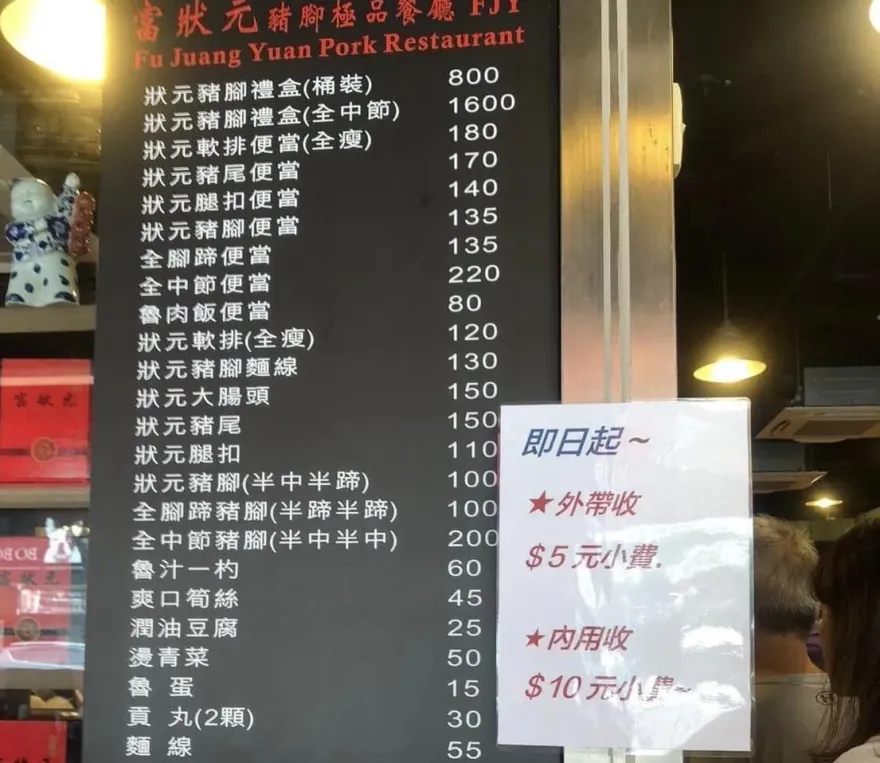 富狀元豬腳極品餐廳 FJY
Fu Juang Yuan Pork Restaurant
狀元豬腳禮盒(桶裝) 800
狀元豬腳禮盒(全中節) 1600
狀元軟排便當(全瘦) 180
狀元豬尾便當 170
狀元腿扣便當 140
狀元豬腳便當 135
全腳蹄便當 135
全中節便當 220
魯肉飯便當 80
狀元軟排(全瘦) 120
狀元豬腳麵線 130
狀元大腸頭 150
狀元豬尾 150
狀元腿扣 110
狀元豬腳(半中半蹄) 100
全腳蹄豬腳(半蹄半蹄) 100
全中節豬腳(半中半中) 200
魯汁一杓 60
爽口筍絲 45
潤油豆腐 25
燙青菜 50
魯 蛋 15
貢 丸(2顆) 30
麵 線 55
即日起~
★外帶收
$5元小費.
★內用收
$10元小費~
富狀元
富狀元